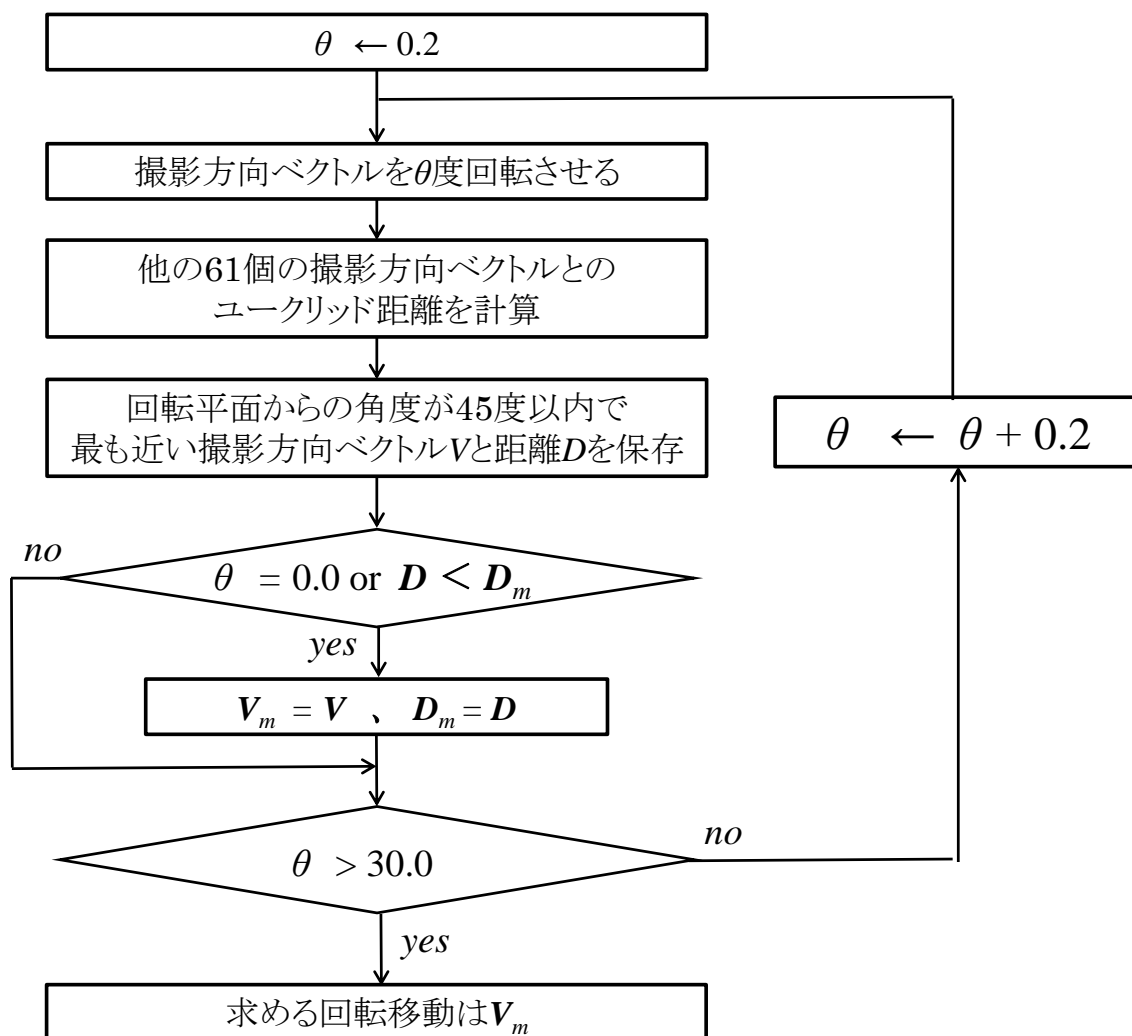 θ ← 0.2
撮影方向ベクトルをθ度回転させる
他の61個の撮影方向ベクトルとの
ユークリッド距離を計算
回転平面からの角度が45度以内で
最も近い撮影方向ベクトルVと距離Dを保存
θ ← θ + 0.2
no
θ = 0.0 or D < Dm
yes
Vm = V 、 Dm = D
θ > 30.0
no
yes
求める回転移動はVm